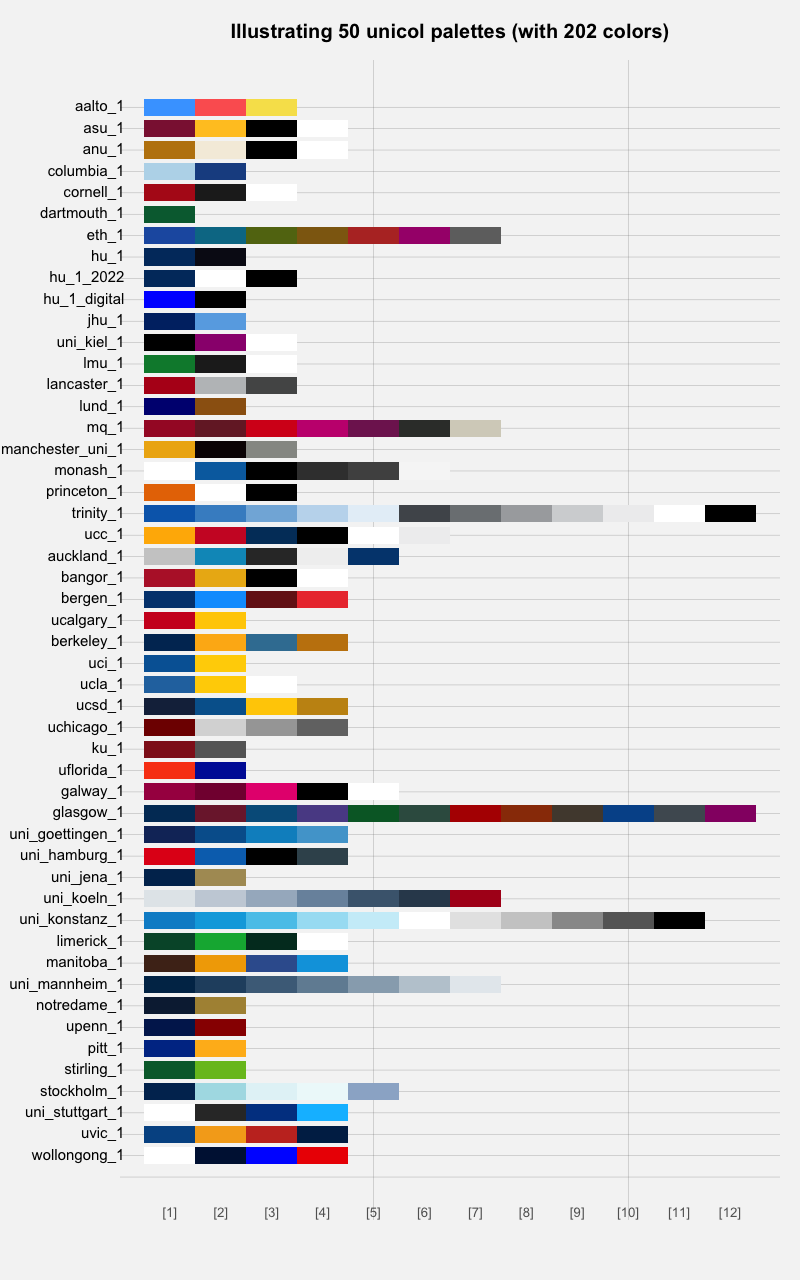 Illustrating 50 unicol palettes (with 202 colors)
aalto_1
asu_1
anu_1
columbia_1
cornell_1
dartmouth_1
eth_1
hu_1
hu_1_2022
hu_1_digital
jhu_1
uni_kiel_1
lmu_1
lancaster_1
lund_1
mq_1
manchester_uni_1
monash_1
princeton_1
trinity_1
ucc_1
auckland_1
bangor_1
bergen_1
ucalgary_1
berkeley_1
uci_1
ucla_1
ucsd_1
uchicago_1
ku_1
uflorida_1
galway_1
glasgow_1
uni_goettingen_1
uni_hamburg_1
uni_jena_1
uni_koeln_1
uni_konstanz_1
limerick_1
manitoba_1
uni_mannheim_1
notredame_1
upenn_1
pitt_1
stirling_1
stockholm_1
uni_stuttgart_1
uvic_1
wollongong_1
[1] [2] [3] [4] [5] [6] [7] [8] [9] [10] [11] [12]